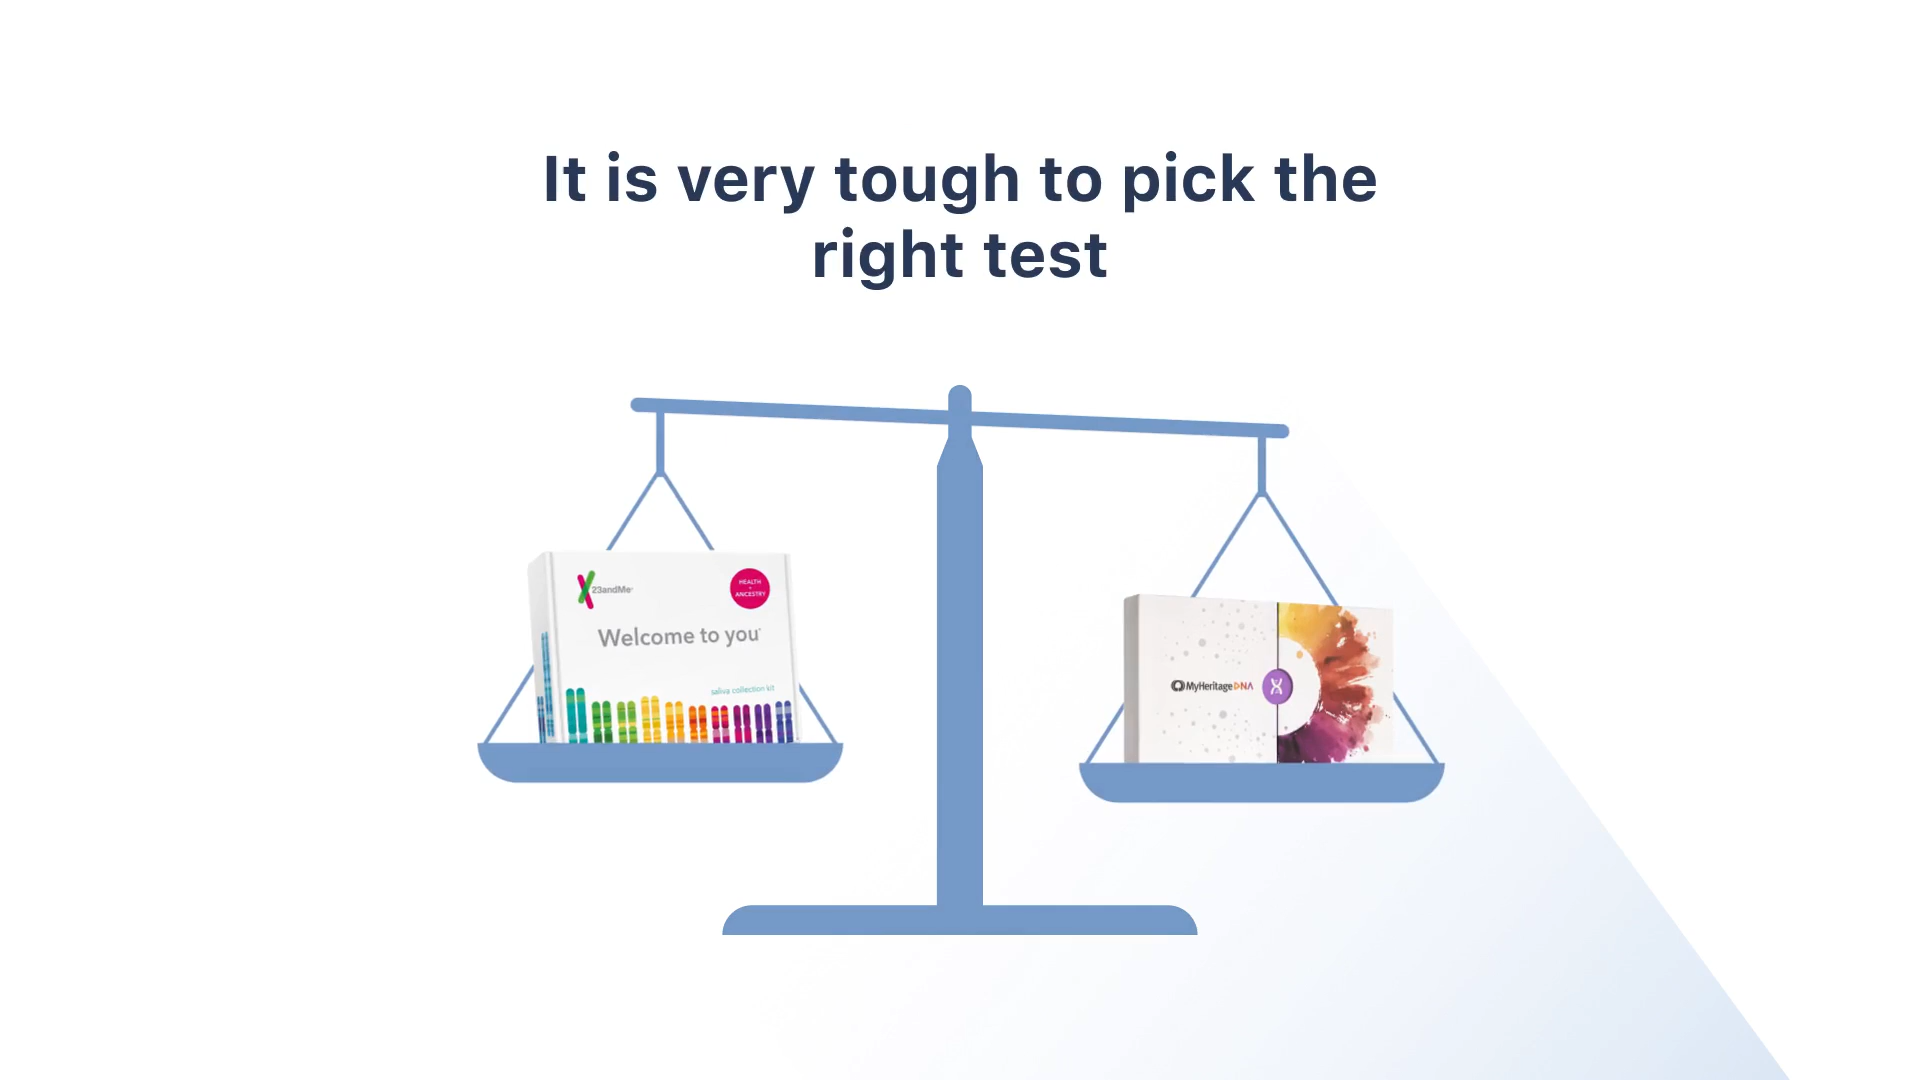 It is very tough to pick the
right test
23andMe
HEALTH
+
ANCESTRY
Welcome to you
saliva collection kit
MyHeritage DNA